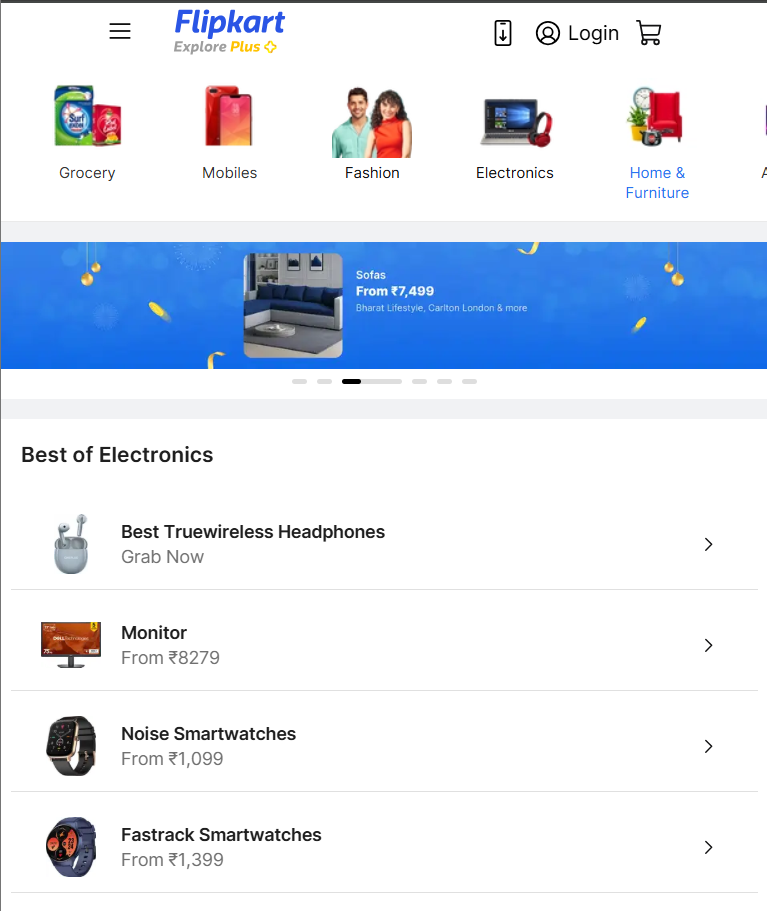 Flipkart
Login
Explore Plus
Surf excel
Grocery
Mobiles
Fashion
Electronics
Home &
Furniture
Sofas
From ₹7,499
Bharat Lifestyle, Carlton London & more
Best of Electronics
Best Truewireless Headphones
Grab Now
Monitor
From ₹8279
Noise Smartwatches
From ₹1,099
Fastrack Smartwatches
From ₹1,399